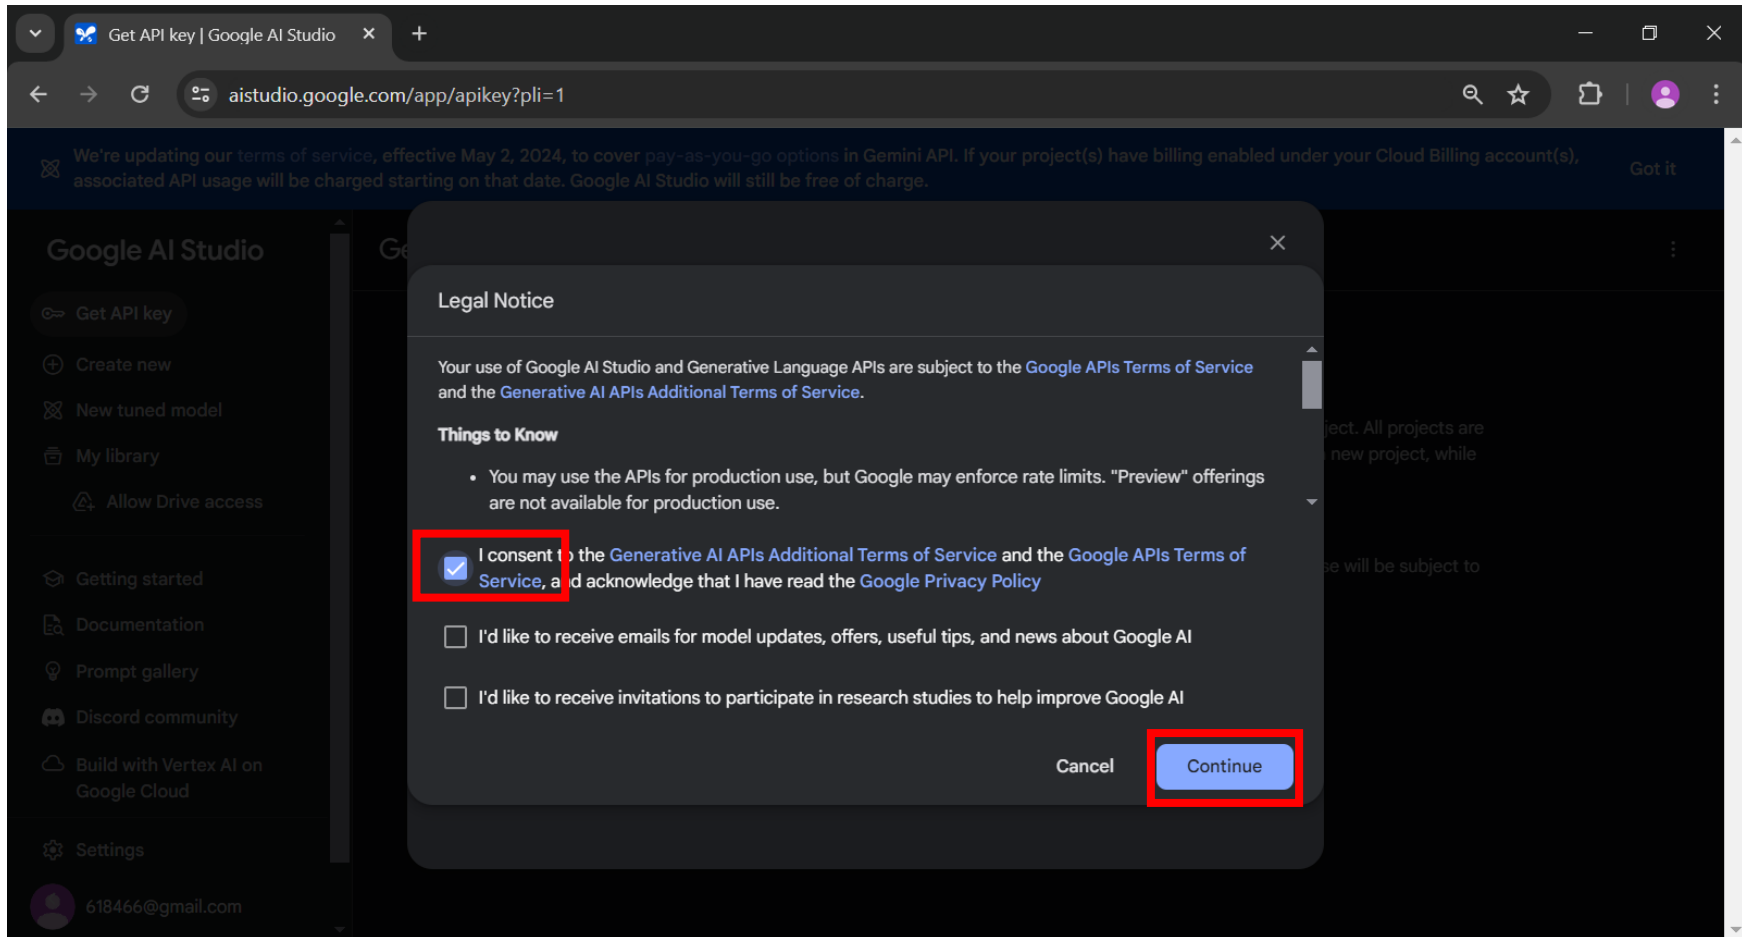 Get API key | Google AI Studio
aistudio.google.com/app/apikey?pli=1
We're updating our terms of service, effective May 2, 2024, to cover pay-as-you-go options in Gemini API. If your project(s) have billing enabled under your Cloud Billing account(s),
associated API usage will be charged starting on that date. Google AI Studio will still be free of charge.
Got it
Google AI Studio
Ge
Get API key
Create new
New tuned model
My library
Allow Drive access
Getting started
Documentation
Prompt gallery
Discord community
Build with Vertex AI on
Google Cloud
Settings
618466@gmail.com
Legal Notice
Your use of Google AI Studio and Generative Language APIs are subject to the Google APIs Terms of Service
and the Generative AI APIs Additional Terms of Service.
Things to Know
• You may use the APIs for production use, but Google may enforce rate limits. "Preview" offerings
are not available for production use.
I consent to the Generative AI APIs Additional Terms of Service and the Google APIs Terms of
Service, and acknowledge that I have read the Google Privacy Policy
I'd like to receive emails for model updates, offers, useful tips, and news about Google AI
I'd like to receive invitations to participate in research studies to help improve Google AI
Cancel
Continue
ject. All projects are
new project, while
se will be subject to